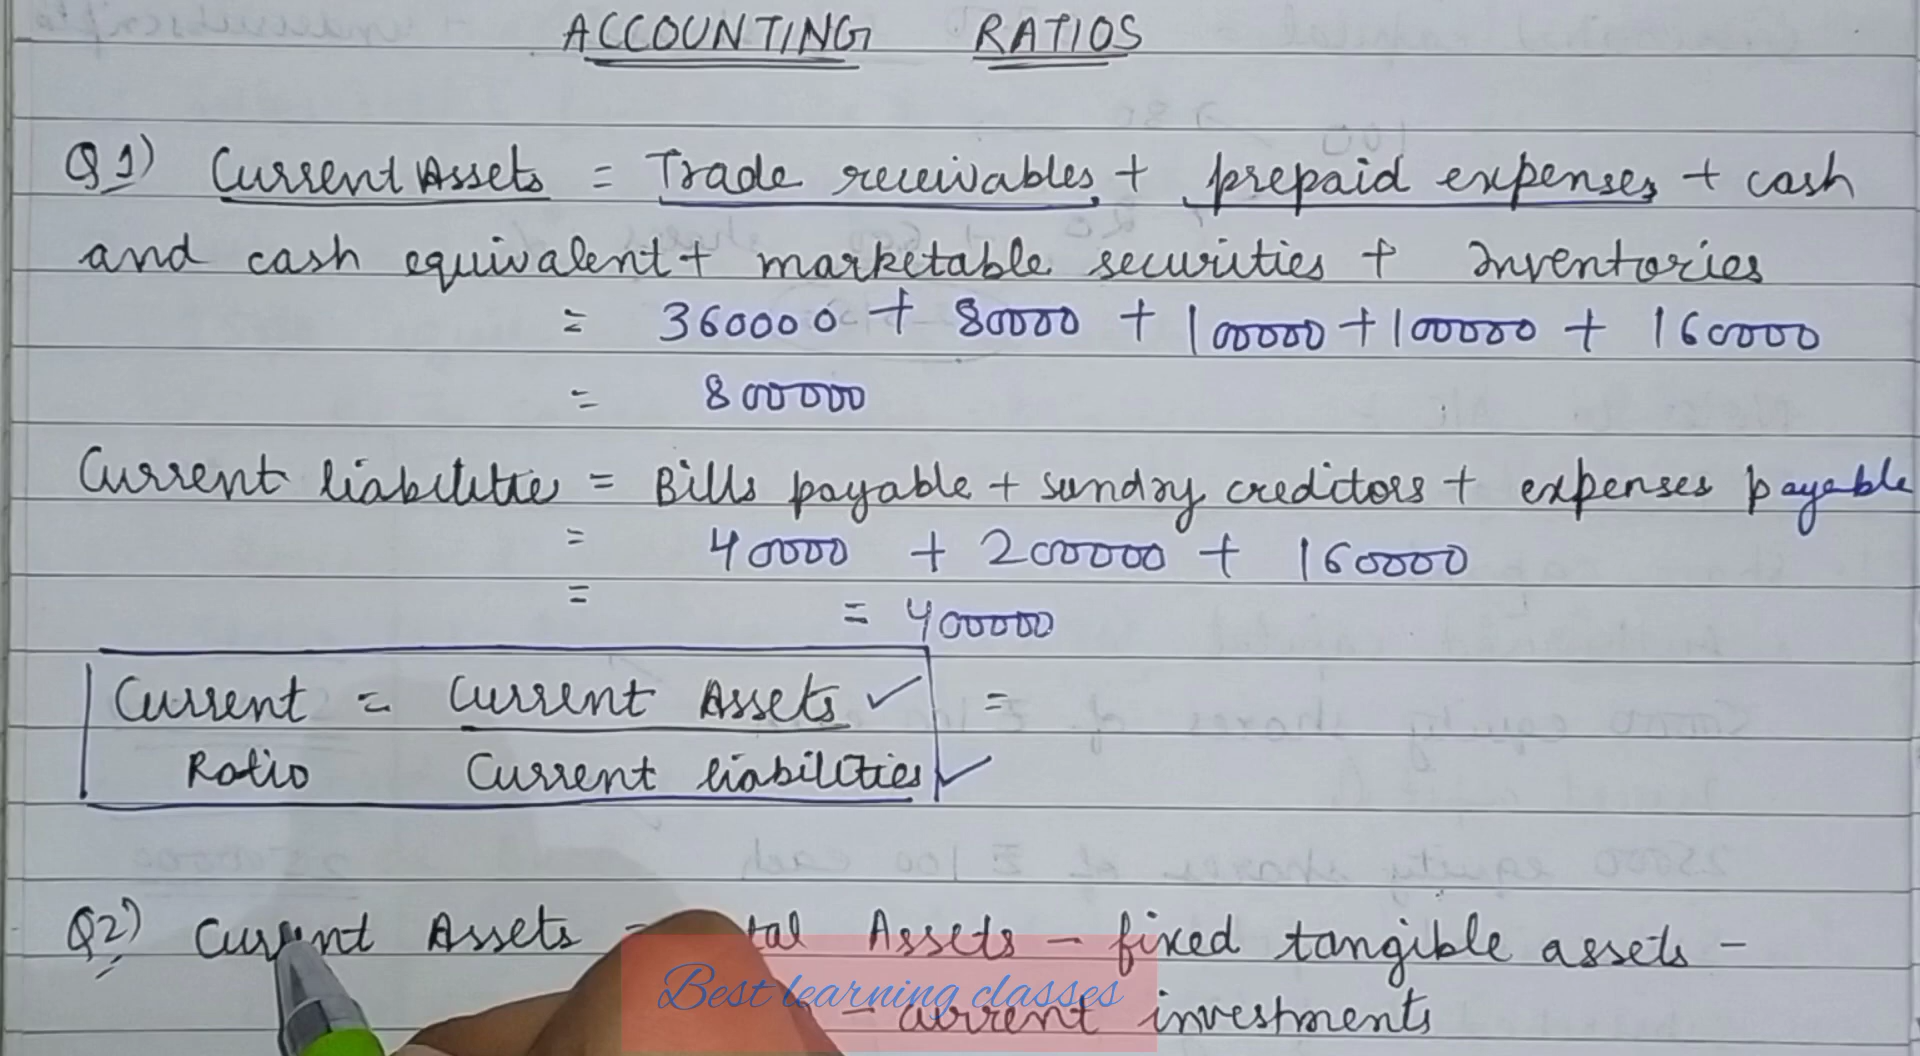 ACCOUNTING RATIOS
Q1) Current Assets = Trade receivables + prepaid expenses + cash
and cash equivalent + marketable securities + Inventories
= 360000 + 80000 + 100000 + 100000 + 160000
= 800000
Current liabilities = Bills payable + sundry creditors + expenses payable
= 40000 + 200000 + 160000
= = 400000
Current = Current Assets ✓ =
Ratio Current liabilities ✓
Q2) Current Assets = tal Assets - fixed tangible assets -
- current investments
Best learning classes